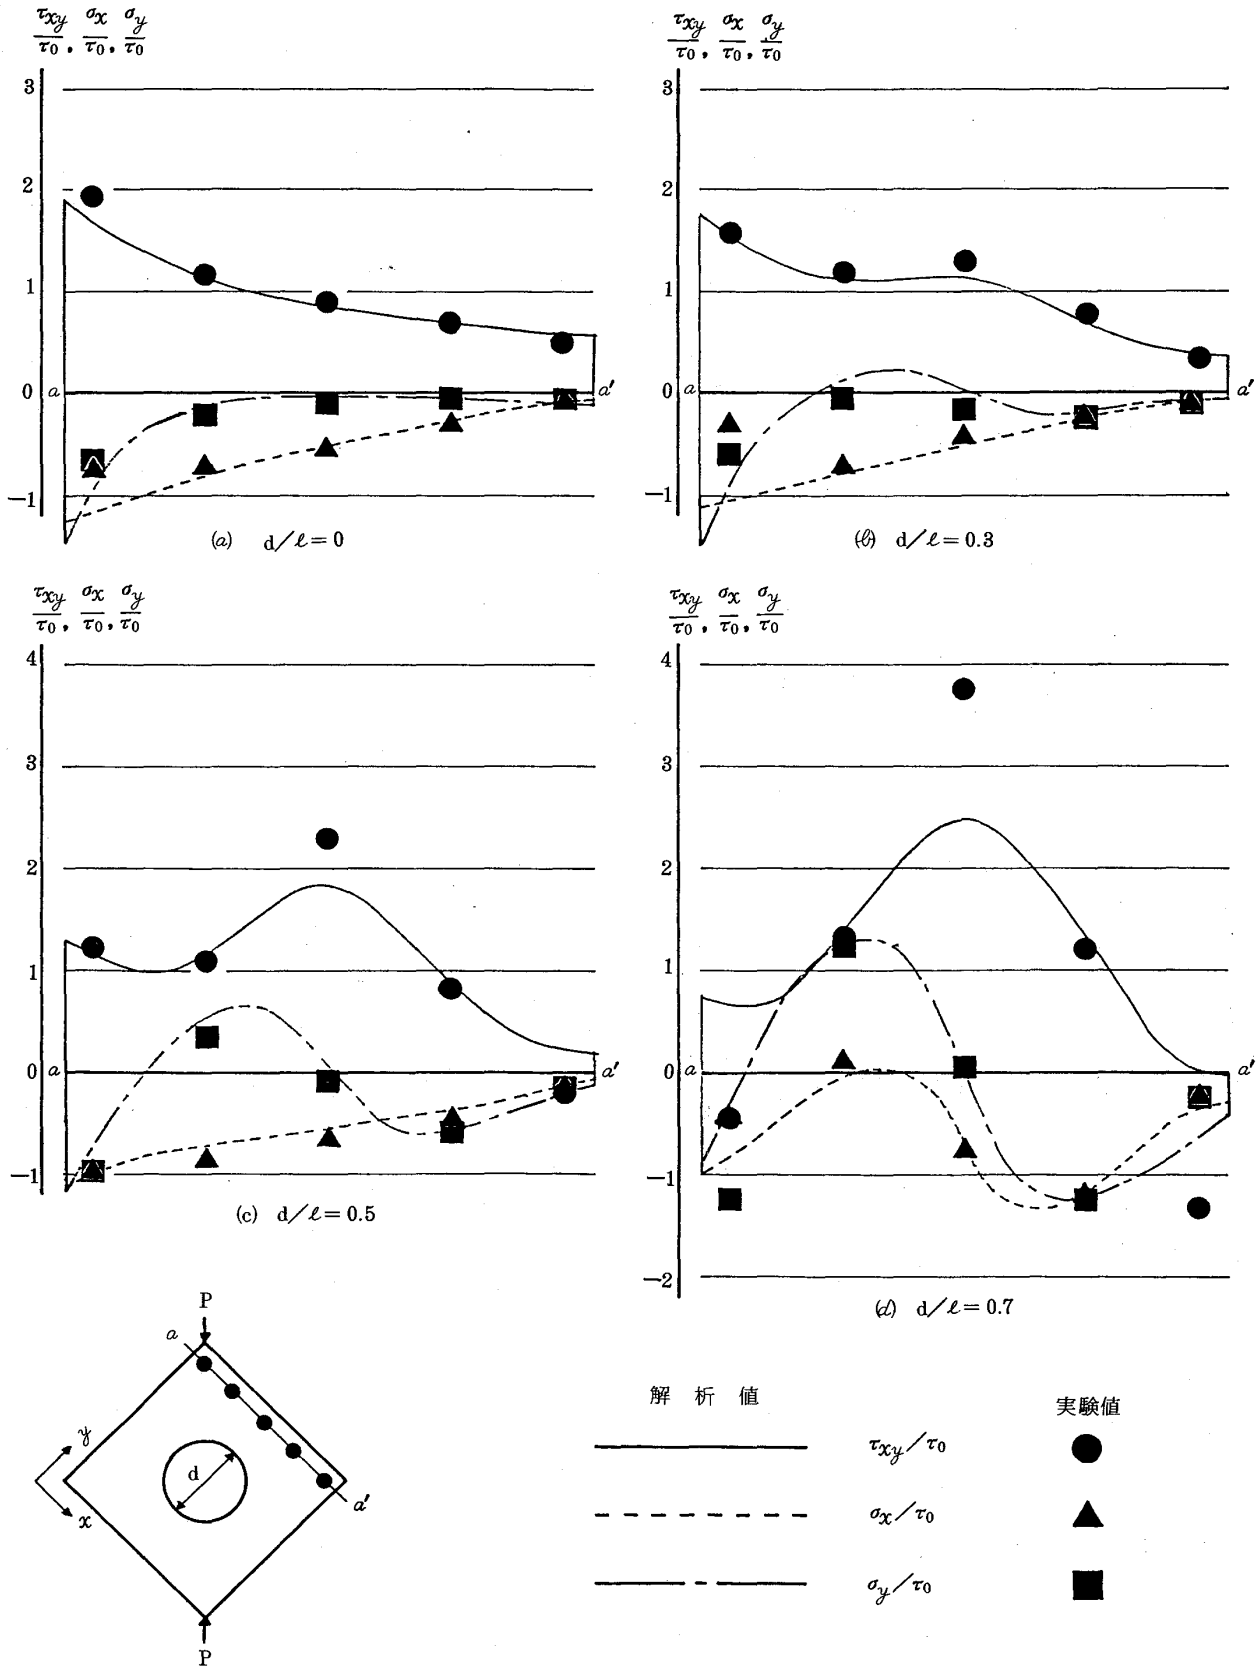 τxy/τ0, σx/τ0, σy/τ0
3
2
1
0 a a′
−1
(a) d/ℓ=0
τxy/τ0, σx/τ0, σy/τ0
3
2
1
0 a a′
−1
(b) d/ℓ=0.3
τxy/τ0, σx/τ0, σy/τ0
4
3
2
1
0 a a′
−1
(c) d/ℓ=0.5
τxy/τ0, σx/τ0, σy/τ0
4
3
2
1
0 a a′
−1
−2
(d) d/ℓ=0.7
P
a
y
d
x
a′
P
解析値 実験値
τxy/τ0
σx/τ0
σy/τ0